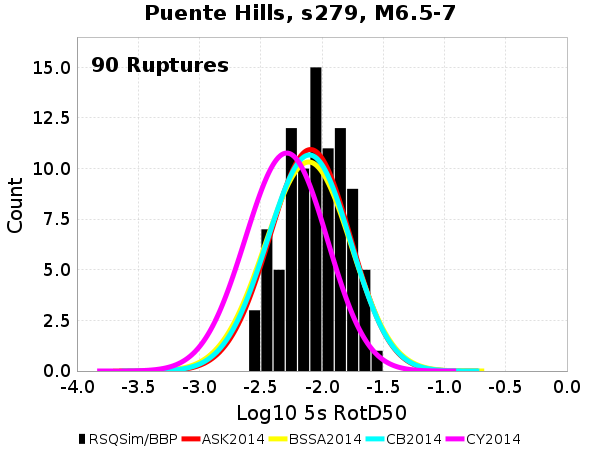 Puente Hills, s279, M6.5-7
90 Ruptures
Count
15.0
12.5
10.0
7.5
5.0
2.5
0.0
-4.0 -3.5 -3.0 -2.5 -2.0 -1.5 -1.0 -0.5 0.0
Log10 5s RotD50
RSQSim/BBP ASK2014 BSSA2014 CB2014 CY2014